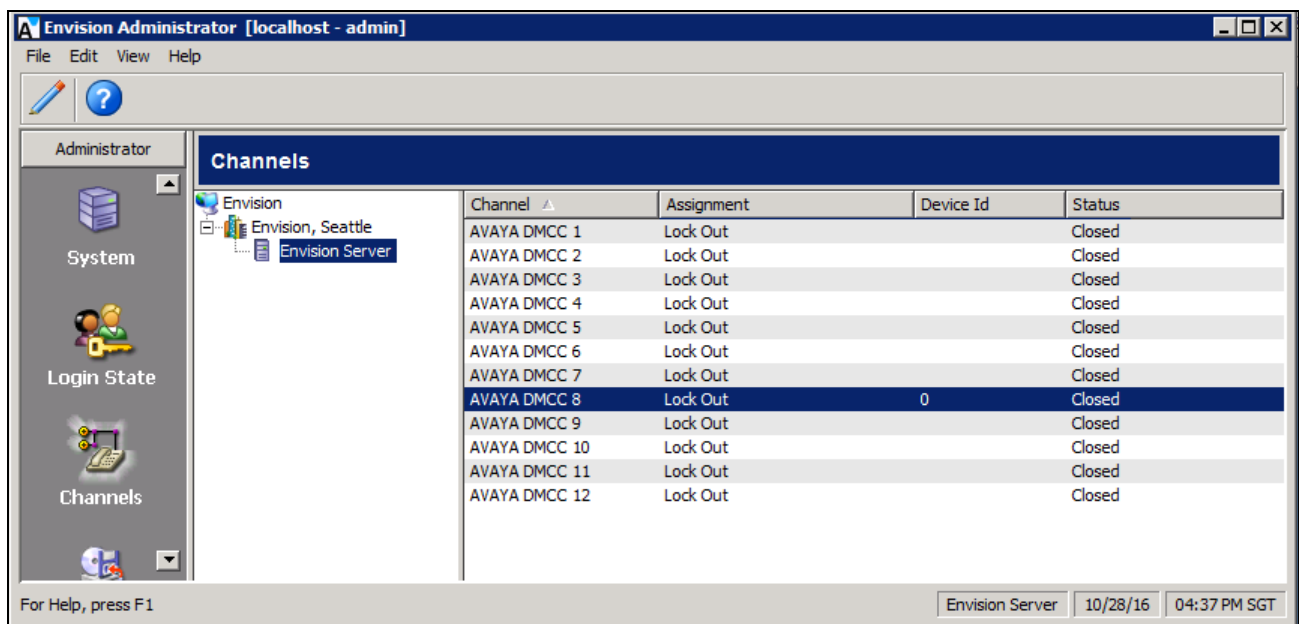 Envision Administrator [localhost - admin]
File Edit View Help
Administrator
System
Login State
Channels
Channels
Envision
Envision, Seattle
Envision Server
Channel Assignment Device Id Status
AVAYA DMCC 1 Lock Out Closed
AVAYA DMCC 2 Lock Out Closed
AVAYA DMCC 3 Lock Out Closed
AVAYA DMCC 4 Lock Out Closed
AVAYA DMCC 5 Lock Out Closed
AVAYA DMCC 6 Lock Out Closed
AVAYA DMCC 7 Lock Out Closed
AVAYA DMCC 8 Lock Out 0 Closed
AVAYA DMCC 9 Lock Out Closed
AVAYA DMCC 10 Lock Out Closed
AVAYA DMCC 11 Lock Out Closed
AVAYA DMCC 12 Lock Out Closed
For Help, press F1 Envision Server 10/28/16 04:37 PM SGT